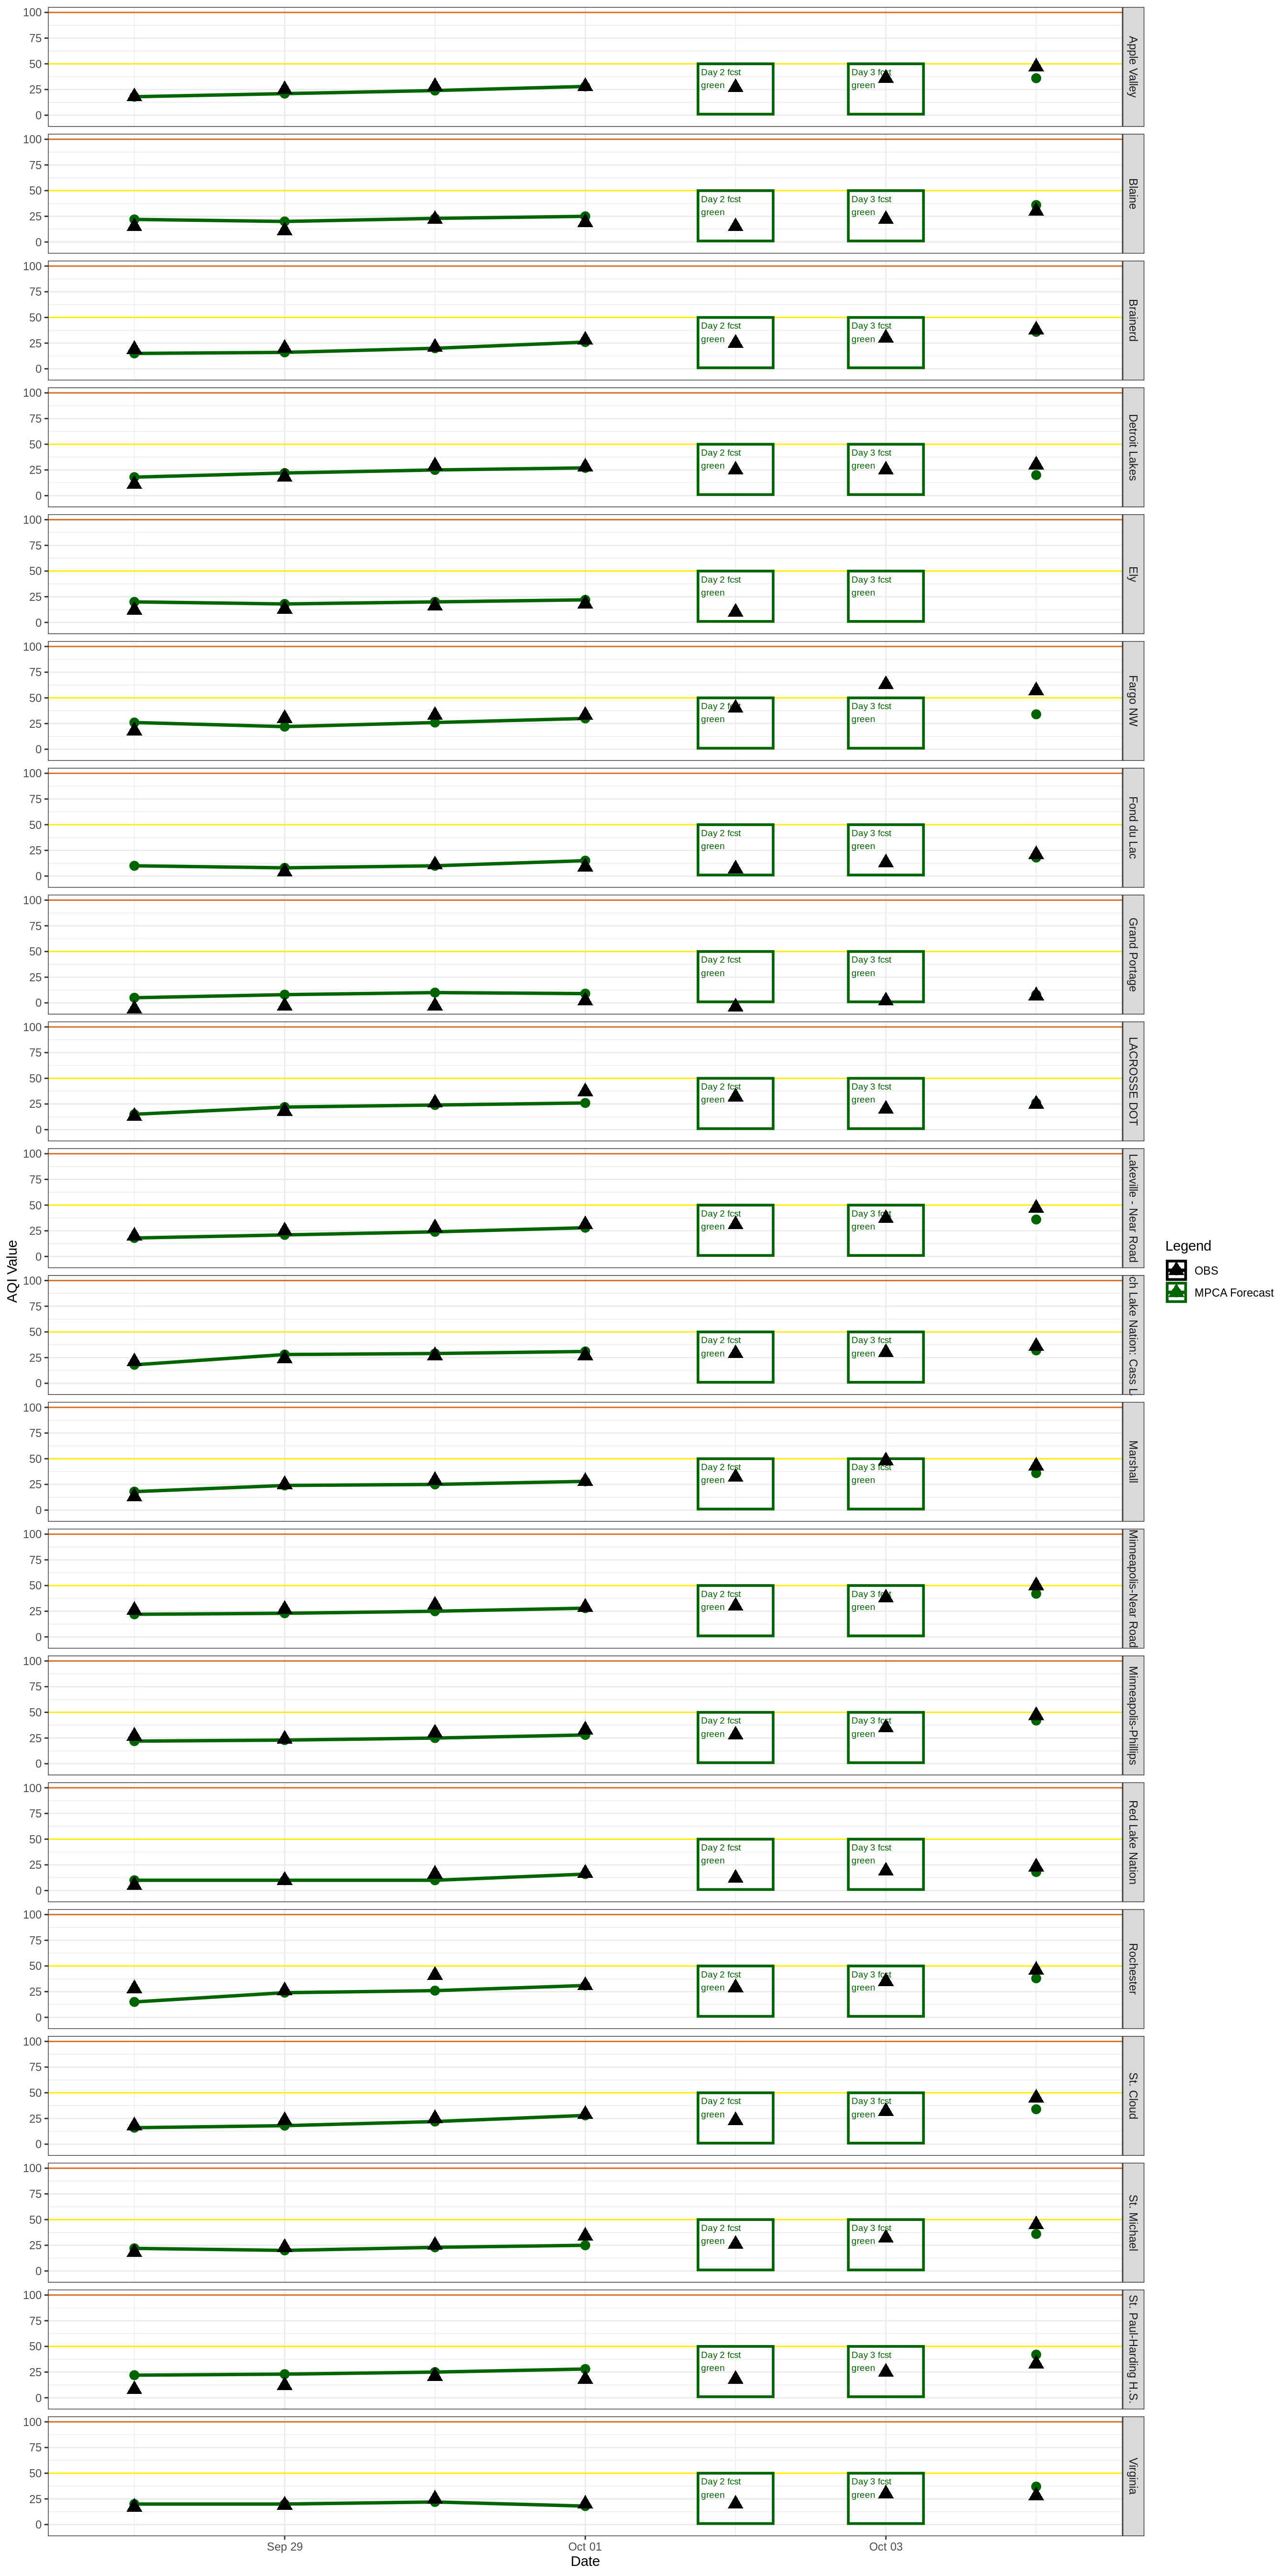 100
75
50
25
0
Day 2 fcst
green
Day 3 fcst
green
Apple Valley
100
75
50
25
0
Day 2 fcst
green
Day 3 fcst
green
Blaine
100
75
50
25
0
Day 2 fcst
green
Day 3 fcst
green
Brainerd
100
75
50
25
0
Day 2 fcst
green
Day 3 fcst
green
Detroit Lakes
100
75
50
25
0
Day 2 fcst
green
Day 3 fcst
green
Ely
100
75
50
25
0
Day 2 fcst
green
Day 3 fcst
green
Fargo NW
100
75
50
25
0
Day 2 fcst
green
Day 3 fcst
green
Fond du Lac
100
75
50
25
0
Day 2 fcst
green
Day 3 fcst
green
Grand Portage
100
75
50
25
0
Day 2 fcst
green
Day 3 fcst
green
LACROSSE DOT
100
75
50
25
0
Day 2 fcst
green
Day 3 fcst
green
Lakeville - Near Road
100
75
50
25
0
Day 2 fcst
green
Day 3 fcst
green
ch Lake Nation: Cass L
100
75
50
25
0
Day 2 fcst
green
Day 3 fcst
green
Marshall
100
75
50
25
0
Day 2 fcst
green
Day 3 fcst
green
Minneapolis-Near Road
100
75
50
25
0
Day 2 fcst
green
Day 3 fcst
green
Minneapolis-Phillips
100
75
50
25
0
Day 2 fcst
green
Day 3 fcst
green
Red Lake Nation
100
75
50
25
0
Day 2 fcst
green
Day 3 fcst
green
Rochester
100
75
50
25
0
Day 2 fcst
green
Day 3 fcst
green
St. Cloud
100
75
50
25
0
Day 2 fcst
green
Day 3 fcst
green
St. Michael
100
75
50
25
0
Day 2 fcst
green
Day 3 fcst
green
St. Paul-Harding H.S.
100
75
50
25
0
Day 2 fcst
green
Day 3 fcst
green
Virginia
Sep 29
Oct 01
Oct 03
Date
AQI Value
Legend
OBS
MPCA Forecast